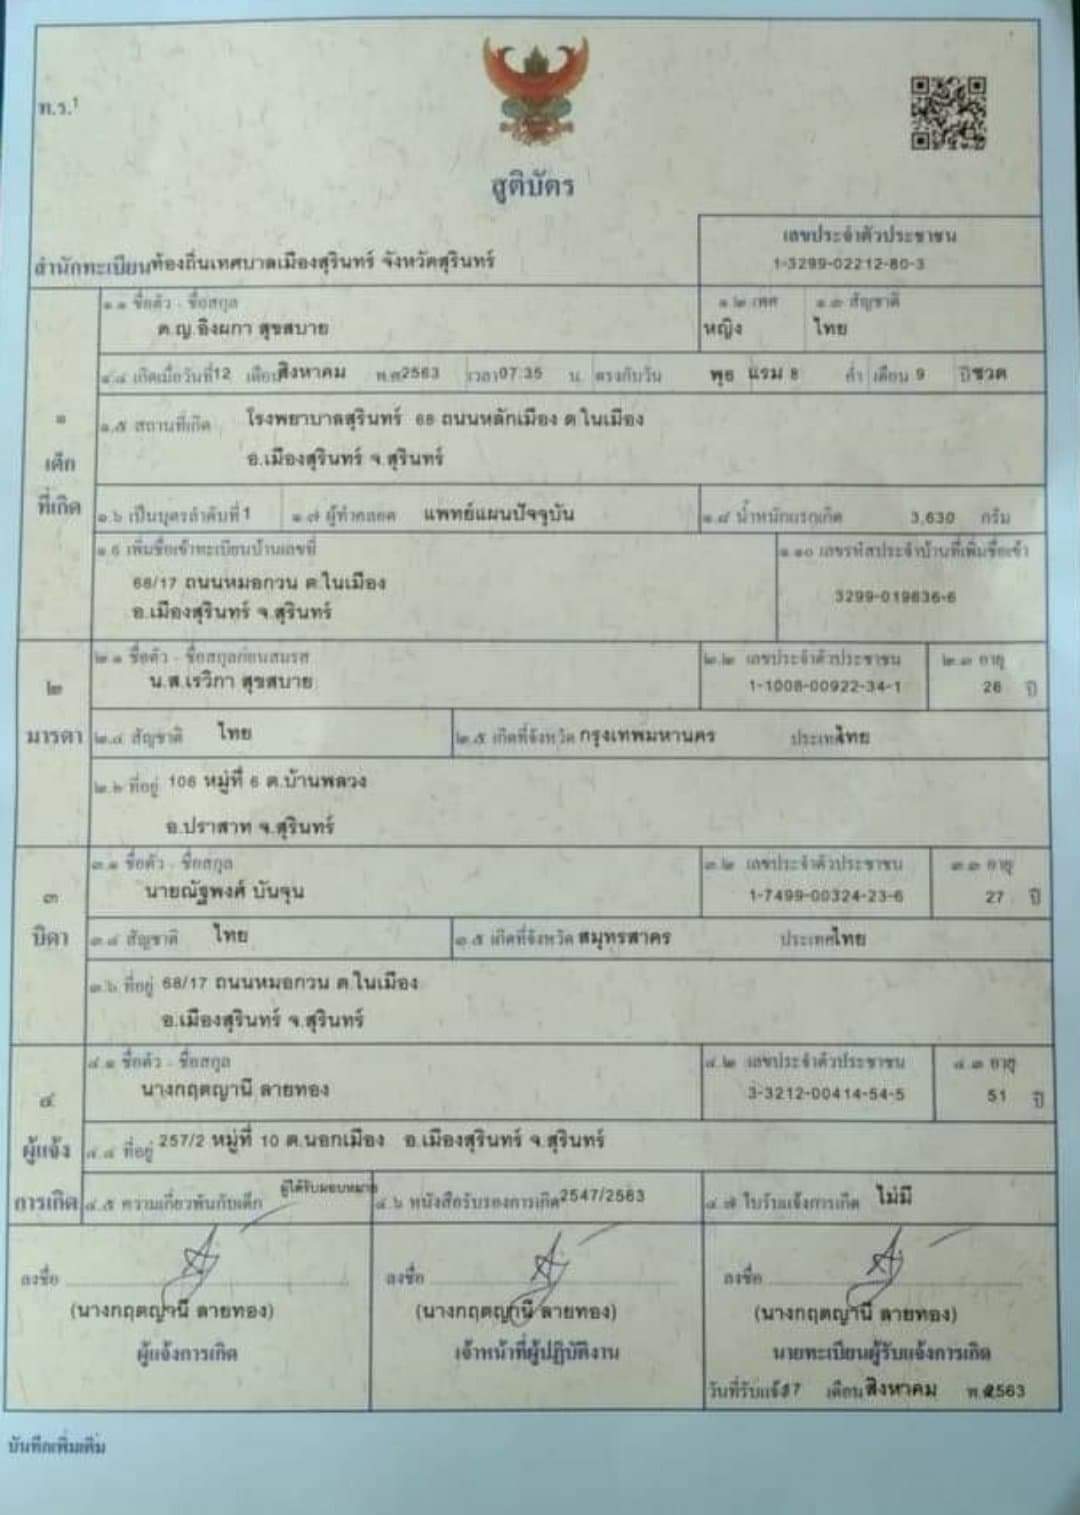 ท.ร.1
สูติบัตร
เลขประจำตัวประชาชน
1-3299-02212-80-3
สำนักทะเบียนท้องถิ่นเทศบาลเมืองสุรินทร์ จังหวัดสุรินทร์
๑ เด็กที่เกิด
๑.๑ ชื่อตัว - ชื่อสกุล
ด.ญ.อิงผกา สุขสบาย
๑.๒ เพศ
หญิง
๑.๓ สัญชาติ
ไทย
๑.๔ เกิดเมื่อวันที่12 เดือนสิงหาคม พ.ศ2563 เวลา07:35 น. ตรงกับวัน พุธ แรม 8 ค่ำ เดือน 9 ปีชวด
๑.๕ สถานที่เกิด โรงพยาบาลสุรินทร์ 68 ถนนหลักเมือง ต.ในเมือง
อ.เมืองสุรินทร์ จ.สุรินทร์
๑.๖ เป็นบุตรลำดับที่ 1 ๑.๗ ผู้ทำคลอด แพทย์แผนปัจจุบัน ๑.๘ น้ำหนักแรกเกิด 3,630 กรัม
๑.๙ เพิ่มชื่อเข้าทะเบียนบ้านเลขที่
68/17 ถนนหมอกวน ต.ในเมือง
อ.เมืองสุรินทร์ จ.สุรินทร์
๑.๑๐ เลขรหัสประจำบ้านที่เพิ่มชื่อเข้า
3299-019636-6
๒ มารดา
๒.๑ ชื่อตัว - ชื่อสกุลก่อนสมรส
น.ส.เรวิกา สุขสบาย
๒.๒ เลขประจำตัวประชาชน
1-1008-00922-34-1
๒.๓ อายุ
26 ปี
๒.๔ สัญชาติ ไทย ๒.๕ เกิดที่จังหวัด กรุงเทพมหานคร ประเทศไทย
๒.๖ ที่อยู่ 106 หมู่ที่ 6 ต.บ้านพลวง
อ.ปราสาท จ.สุรินทร์
๓ บิดา
๓.๑ ชื่อตัว - ชื่อสกุล
นายณัฐพงศ์ บันจุน
๓.๒ เลขประจำตัวประชาชน
1-7499-00324-23-6
๓.๓ อายุ
27 ปี
๓.๔ สัญชาติ ไทย ๓.๕ เกิดที่จังหวัด สมุทรสาคร ประเทศไทย
๓.๖ ที่อยู่ 68/17 ถนนหมอกวน ต.ในเมือง
อ.เมืองสุรินทร์ จ.สุรินทร์
๔ ผู้แจ้งการเกิด
๔.๑ ชื่อตัว - ชื่อสกุล
นางกฤตญานี ลายทอง
๔.๒ เลขประจำตัวประชาชน
3-3212-00414-54-5
๔.๓ อายุ
51 ปี
๔.๔ ที่อยู่ 257/2 หมู่ที่ 10 ต.นอกเมือง อ.เมืองสุรินทร์ จ.สุรินทร์
๔.๕ ความเกี่ยวพันกับเด็ก ผู้ได้รับมอบหมาย ๔.๖ หนังสือรับรองการเกิด2547/2563 ๔.๗ ใบรับแจ้งการเกิด ไม่มี
ลงชื่อ
(นางกฤตญานี ลายทอง)
ผู้แจ้งการเกิด
ลงชื่อ
(นางกฤตญานี ลายทอง)
เจ้าหน้าที่ผู้ปฏิบัติงาน
ลงชื่อ
(นางกฤตญานี ลายทอง)
นายทะเบียนผู้รับแจ้งการเกิด
วันที่รับแจ้ง17 เดือนสิงหาคม พ.ศ.2563
บันทึกเพิ่มเติม